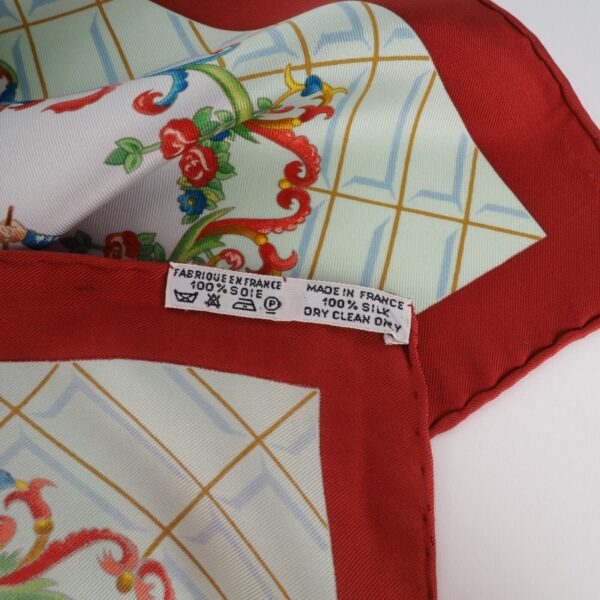 FABRIQUE EN FRANCE
100% SOIE
P
MADE IN FRANCE
100% SILK
DRY CLEAN ONLY